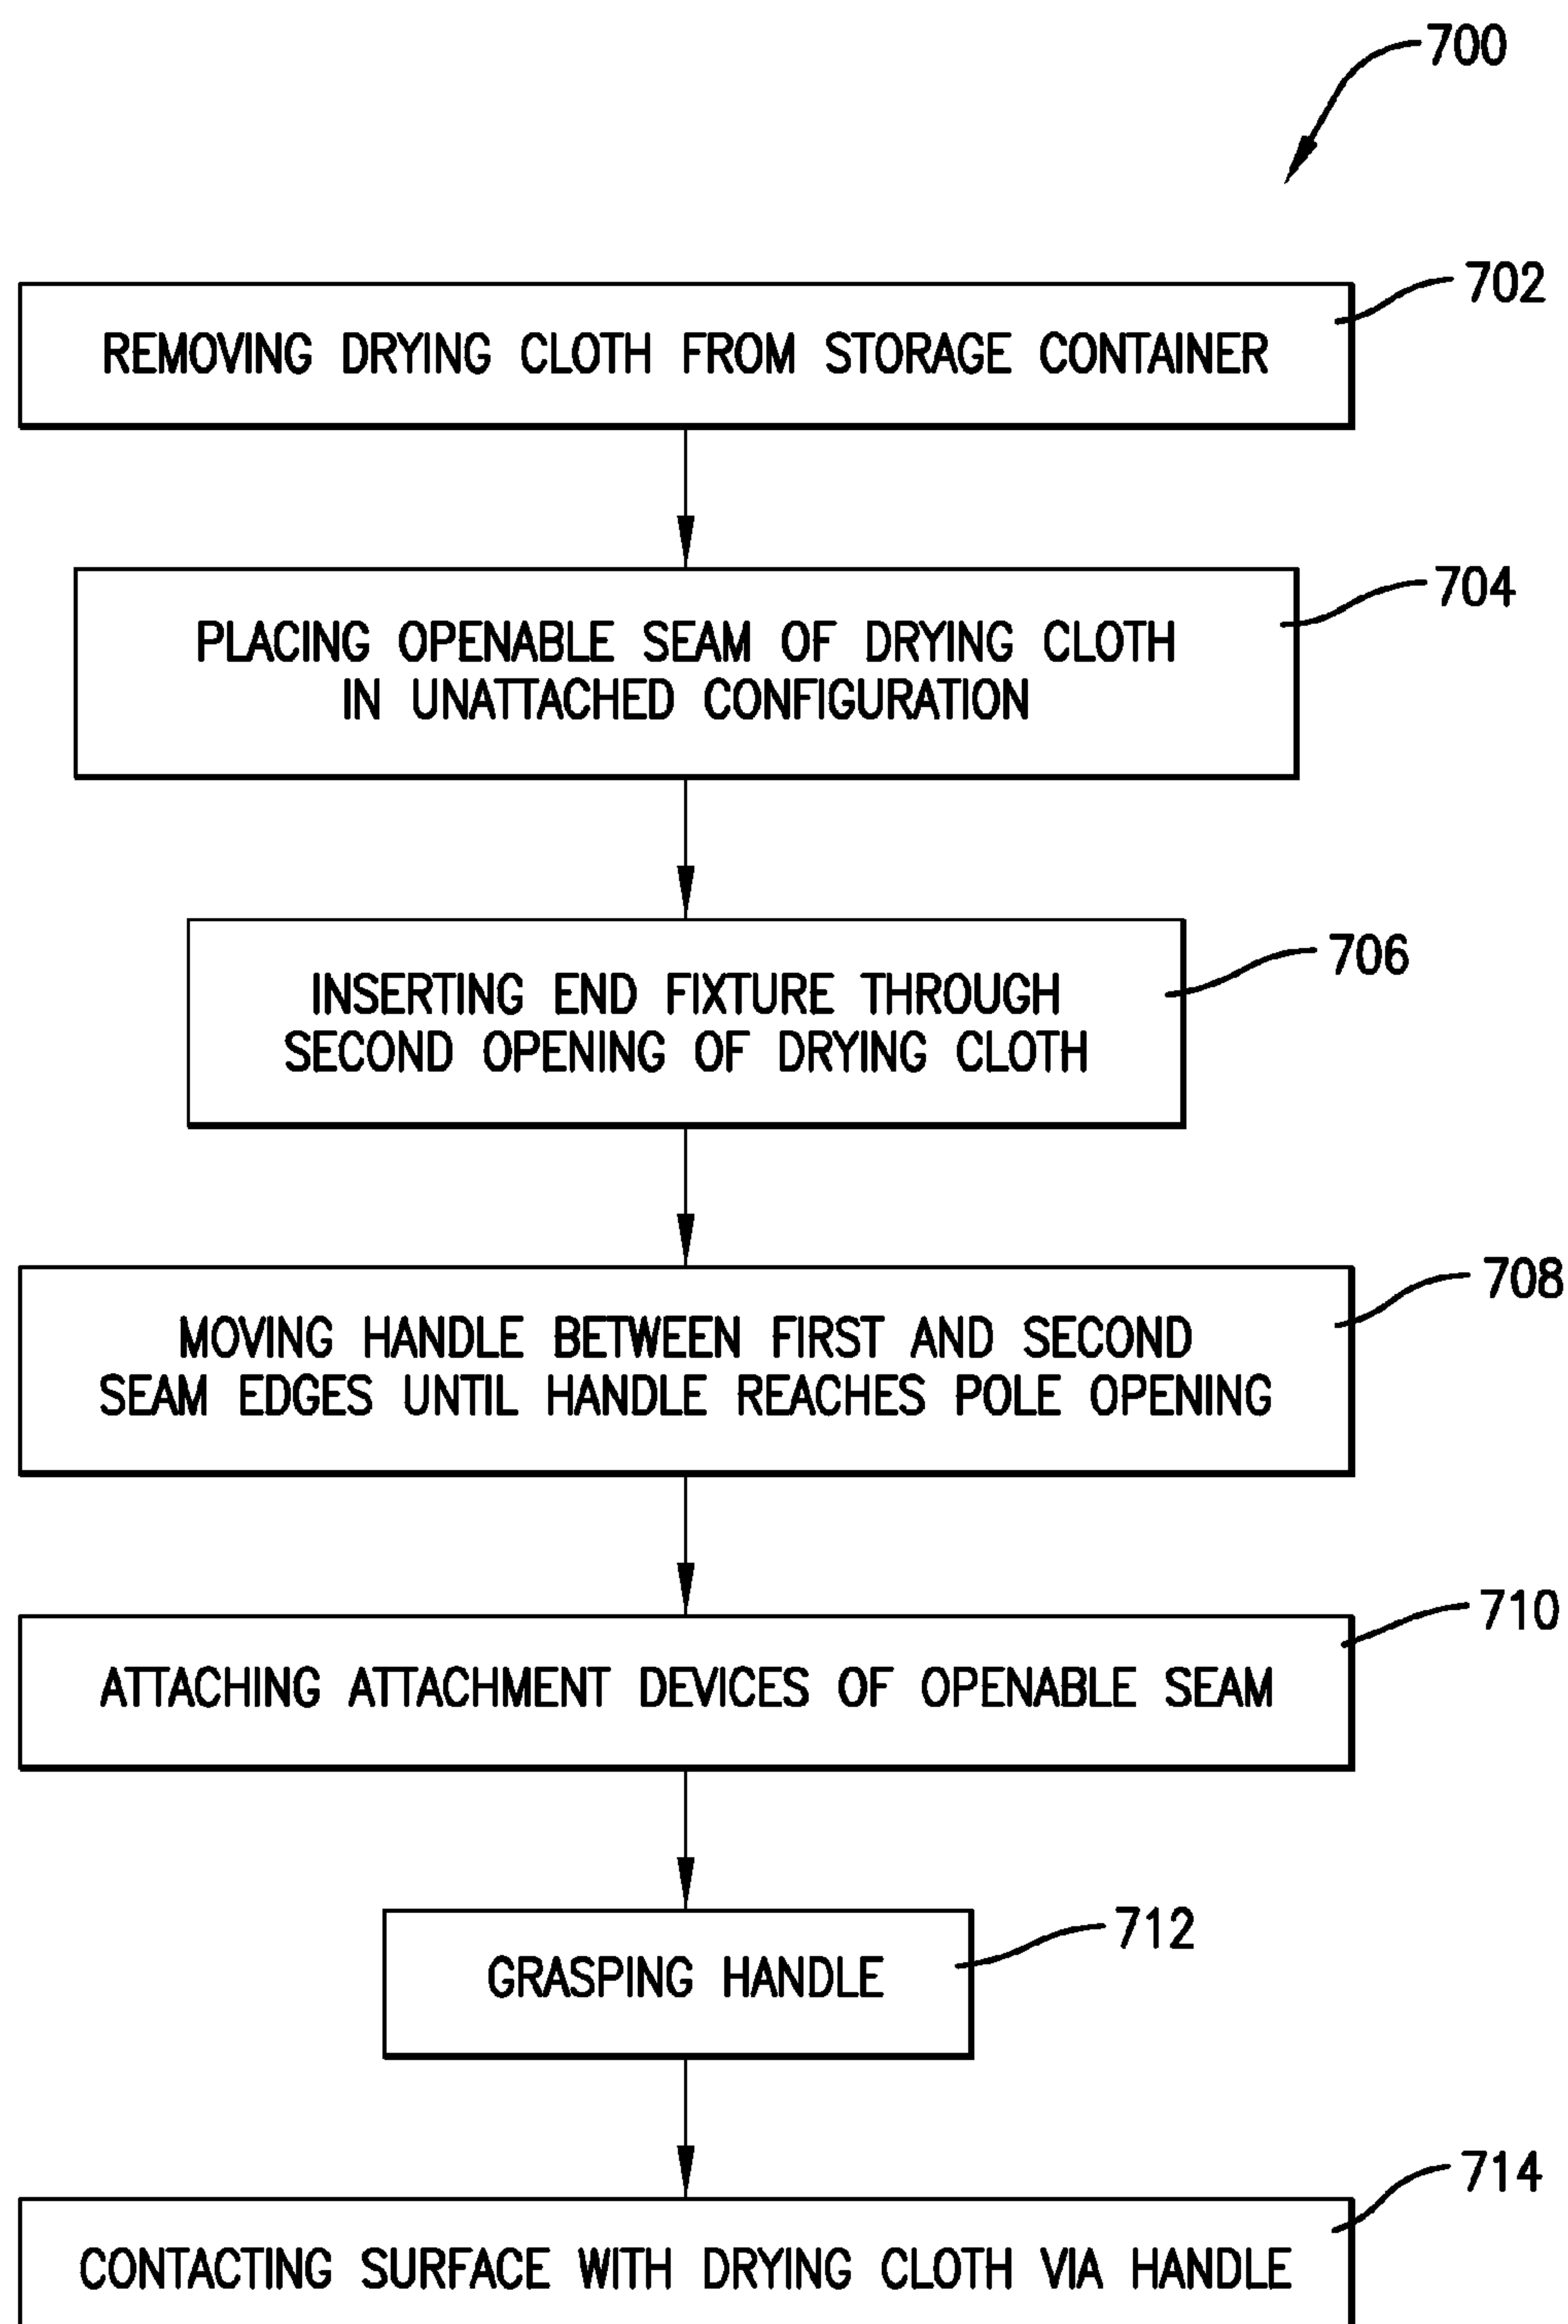 700
702
REMOVING DRYING CLOTH FROM STORAGE CONTAINER
704
PLACING OPENABLE SEAM OF DRYING CLOTH
IN UNATTACHED CONFIGURATION
706
INSERTING END FIXTURE THROUGH
SECOND OPENING OF DRYING CLOTH
708
MOVING HANDLE BETWEEN FIRST AND SECOND
SEAM EDGES UNTIL HANDLE REACHES POLE OPENING
710
ATTACHING ATTACHMENT DEVICES OF OPENABLE SEAM
712
GRASPING HANDLE
714
CONTACTING SURFACE WITH DRYING CLOTH VIA HANDLE